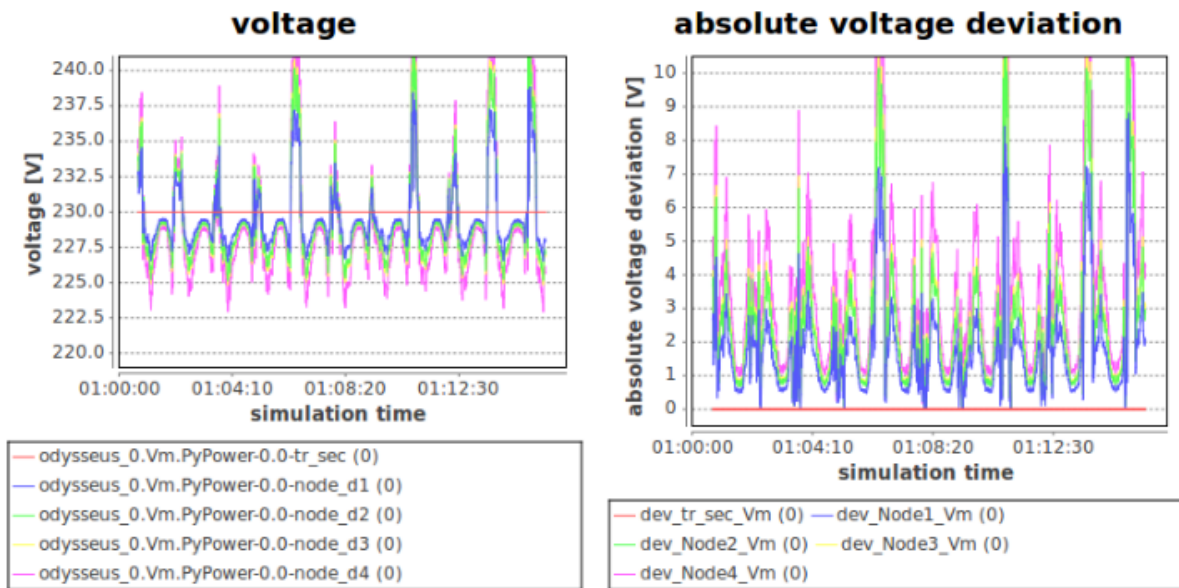 voltage
240.0
237.5
235.0
232.5
230.0
227.5
225.0
222.5
220.0
voltage [V]
01:00:00 01:04:10 01:08:20 01:12:30
simulation time
odysseus_0.Vm.PyPower-0.0-tr_sec (0)
odysseus_0.Vm.PyPower-0.0-node_d1 (0)
odysseus_0.Vm.PyPower-0.0-node_d2 (0)
odysseus_0.Vm.PyPower-0.0-node_d3 (0)
odysseus_0.Vm.PyPower-0.0-node_d4 (0)
absolute voltage deviation
10
9
8
7
6
5
4
3
2
1
0
absolute voltage deviation [V]
01:00:00 01:04:10 01:08:20 01:12:30
simulation time
dev_tr_sec_Vm (0) dev_Node1_Vm (0)
dev_Node2_Vm (0) dev_Node3_Vm (0)
dev_Node4_Vm (0)